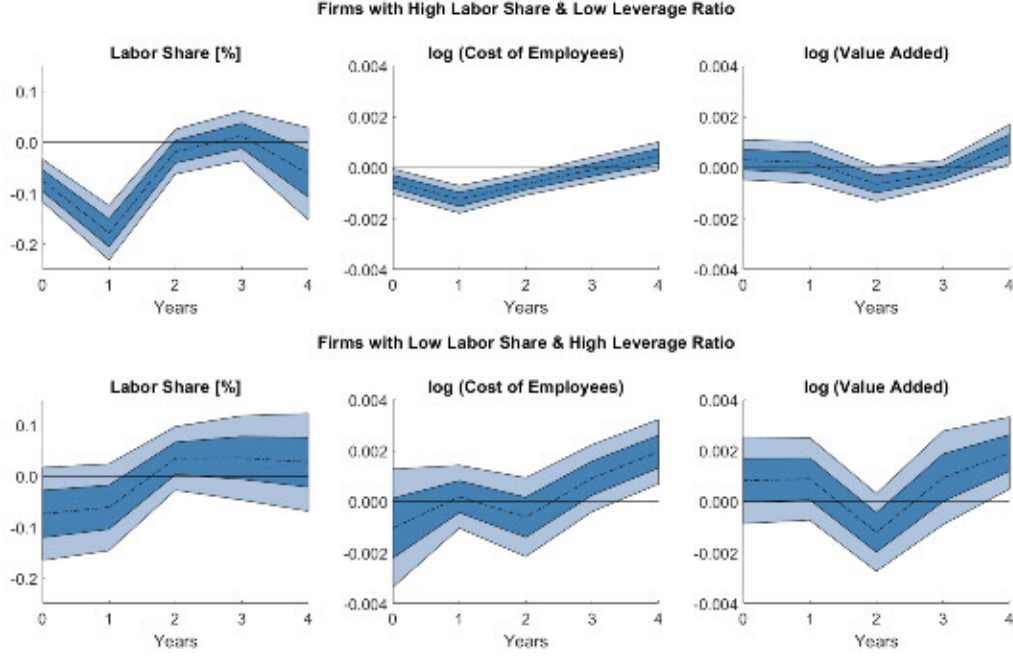 Firms with High Labor Share & Low Leverage Ratio
Labor Share [%]
0.1
0.0
-0.1
-0.2
0 1 2 3 4
Years
log (Cost of Employees)
0.004
0.002
0.000
-0.002
-0.004
0 1 2 3 4
Years
log (Value Added)
0.004
0.002
0.000
-0.002
-0.004
0 1 2 3 4
Years
Firms with Low Labor Share & High Leverage Ratio
Labor Share [%]
0.1
0.0
-0.1
-0.2
0 1 2 3 4
Years
log (Cost of Employees)
0.004
0.002
0.000
-0.002
-0.004
0 1 2 3 4
Years
log (Value Added)
0.004
0.002
0.000
-0.002
-0.004
0 1 2 3 4
Years